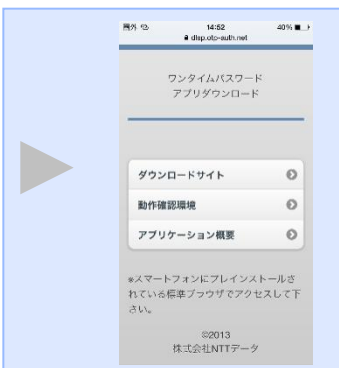 圏外 14:52 40%
disp.otp-auth.net
ワンタイムパスワード
アプリダウンロード
ダウンロードサイト
動作確認環境
アプリケーション概要
※スマートフォンにプレインストールさ
れている標準ブラウザでアクセスして下
さい。
©2013
株式会社NTTデータ